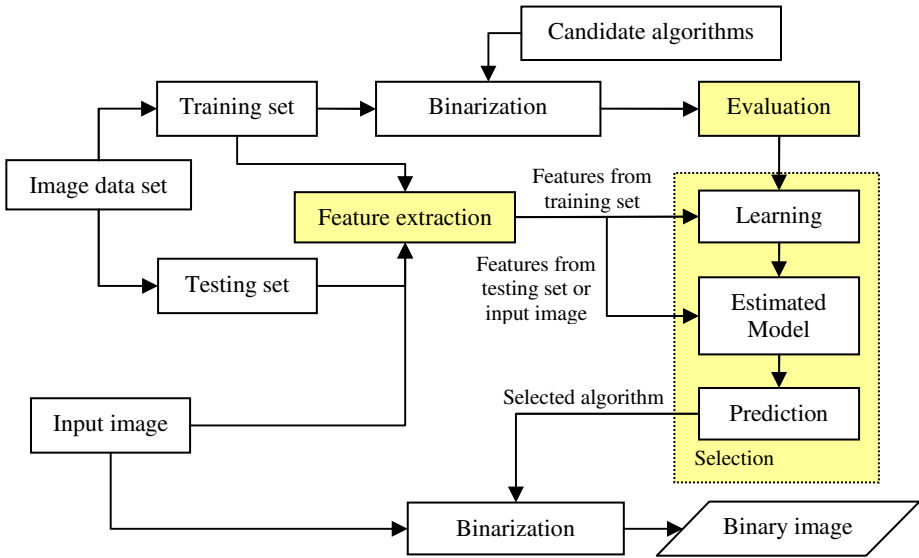 Candidate algorithms
Training set
Binarization
Evaluation
Image data set
Features from
training set
Feature extraction
Learning
Testing set
Features from
testing set or
input image
Estimated
Model
Selected algorithm
Prediction
Input image
Selection
Binarization
Binary image